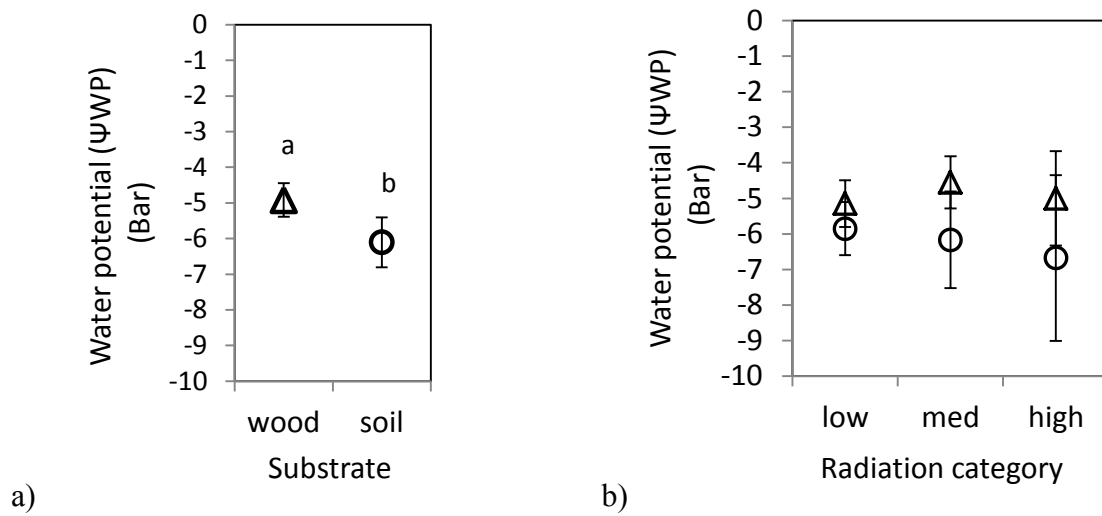 0
-1
-2
-3
-4
-5
-6
-7
-8
-9
-10
Water potential (ΨWP)
(Bar)
a
b
wood soil
Substrate
a)
0
-1
-2
-3
-4
-5
-6
-7
-8
-9
-10
Water potential (ΨWP)
(Bar)
low med high
Radiation category
b)